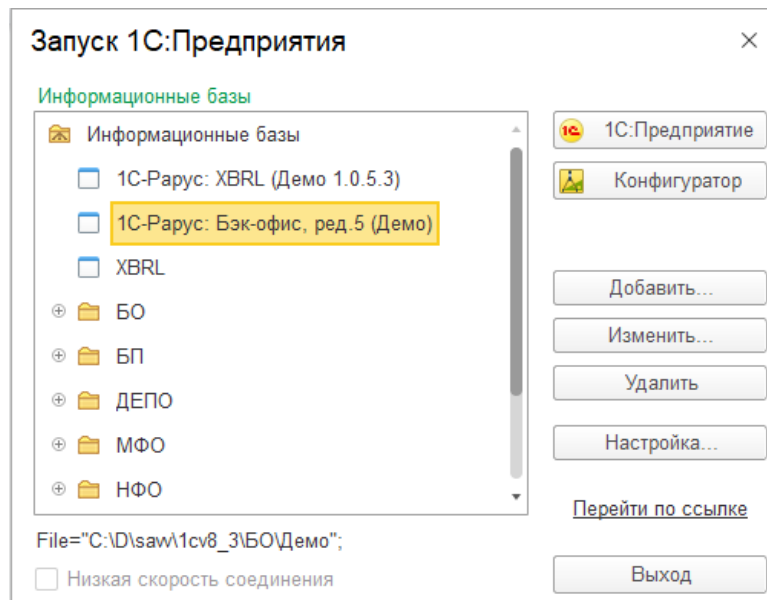 Запуск 1С:Предприятия
Информационные базы
Информационные базы
1С-Рарус: XBRL (Демо 1.0.5.3)
1С-Рарус: Бэк-офис, ред.5 (Демо)
XBRL
БО
БП
ДЕПО
МФО
НФО
1С:Предприятие
Конфигуратор
Добавить...
Изменить...
Удалить
Настройка...
Перейти по ссылке
File="C:\D\savv\1cv8_3\БО\Демо";
Низкая скорость соединения
Выход